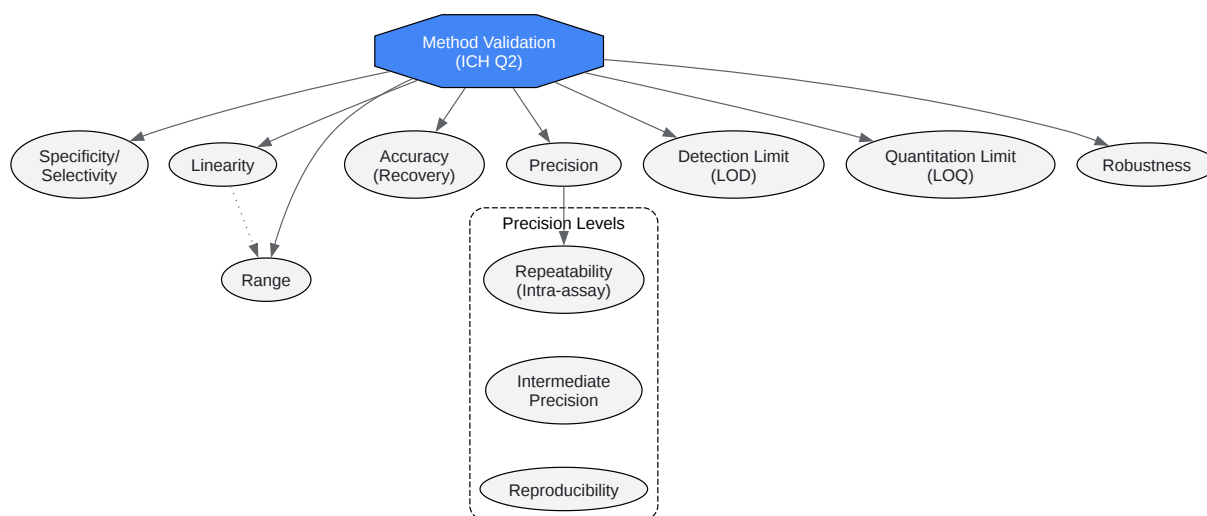 Method Validation
(ICH Q2)
Specificity/
Selectivity
Linearity
Accuracy
(Recovery)
Precision
Detection Limit
(LOD)
Quantitation Limit
(LOQ)
Robustness
Precision Levels
Range
Repeatability
(Intra-assay)
Intermediate
Precision
Reproducibility